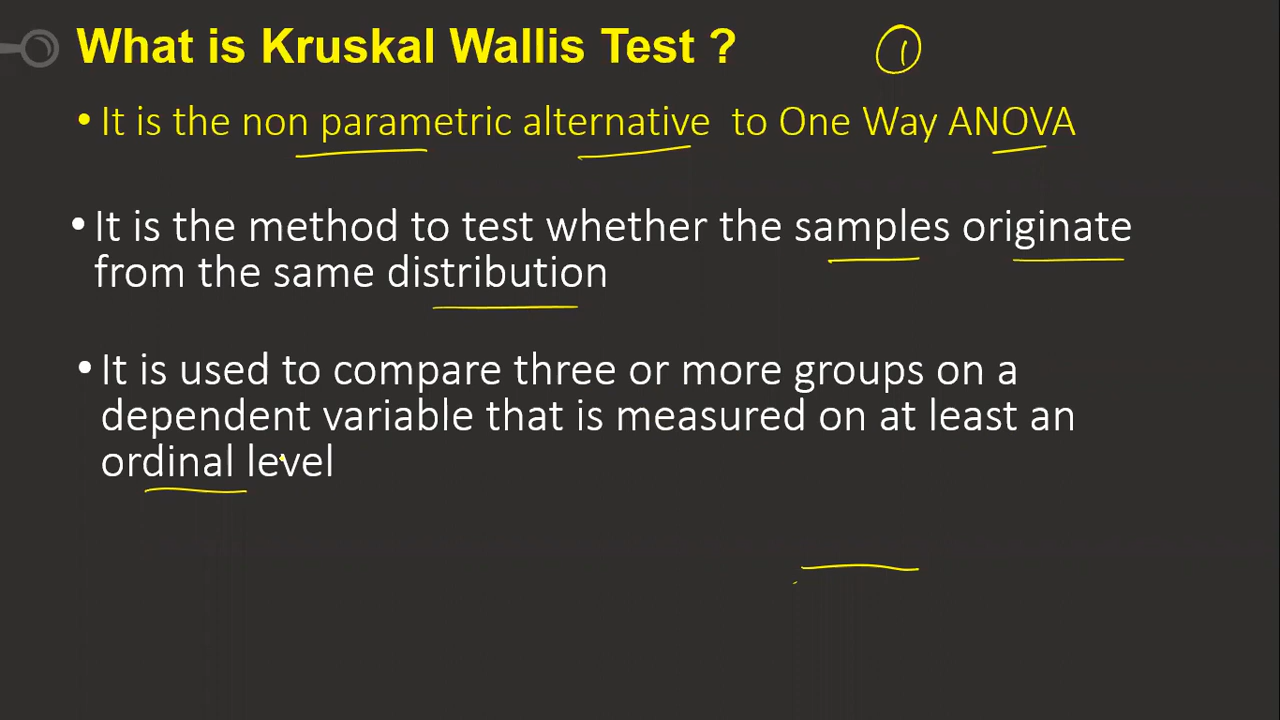 What is Kruskal Wallis Test ? 1
• It is the non parametric alternative to One Way ANOVA
• It is the method to test whether the samples originate
from the same distribution
• It is used to compare three or more groups on a
dependent variable that is measured on at least an
ordinal level